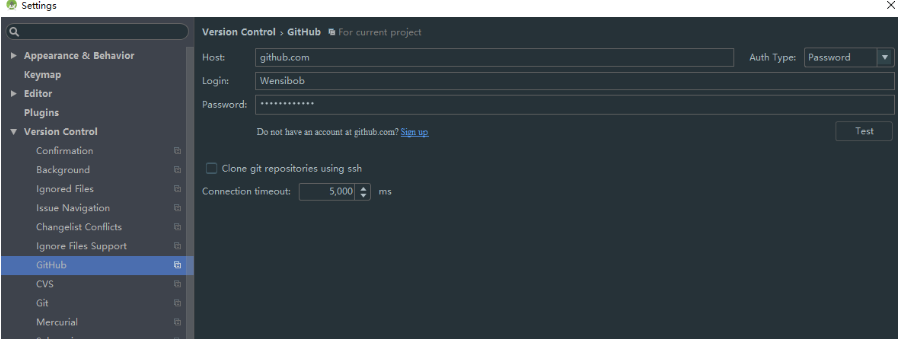 Settings
Version Control › GitHub For current project
Appearance & Behavior
Keymap
Editor
Plugins
Version Control
Confirmation
Background
Ignored Files
Issue Navigation
Changelist Conflicts
Ignore Files Support
GitHub
CVS
Git
Mercurial
Host: github.com Auth Type: Password
Login: Wensibob
Password: ••••••••••••
Do not have an account at github.com? Sign up
Test
Clone git repositories using ssh
Connection timeout: 5,000 ms